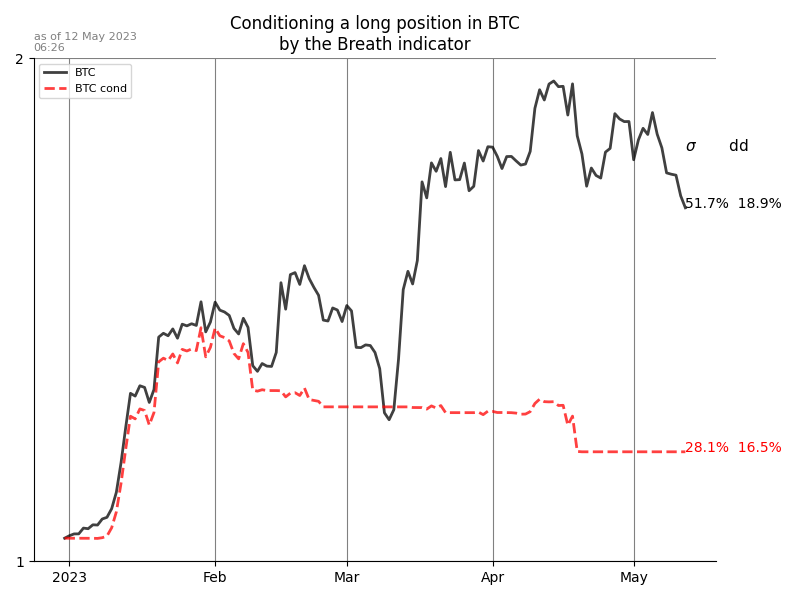 Conditioning a long position in BTC
by the Breath indicator
as of 12 May 2023
06:26
2
BTC
BTC cond
σ dd
51.7% 18.9%
28.1% 16.5%
1
2023 Feb Mar Apr May